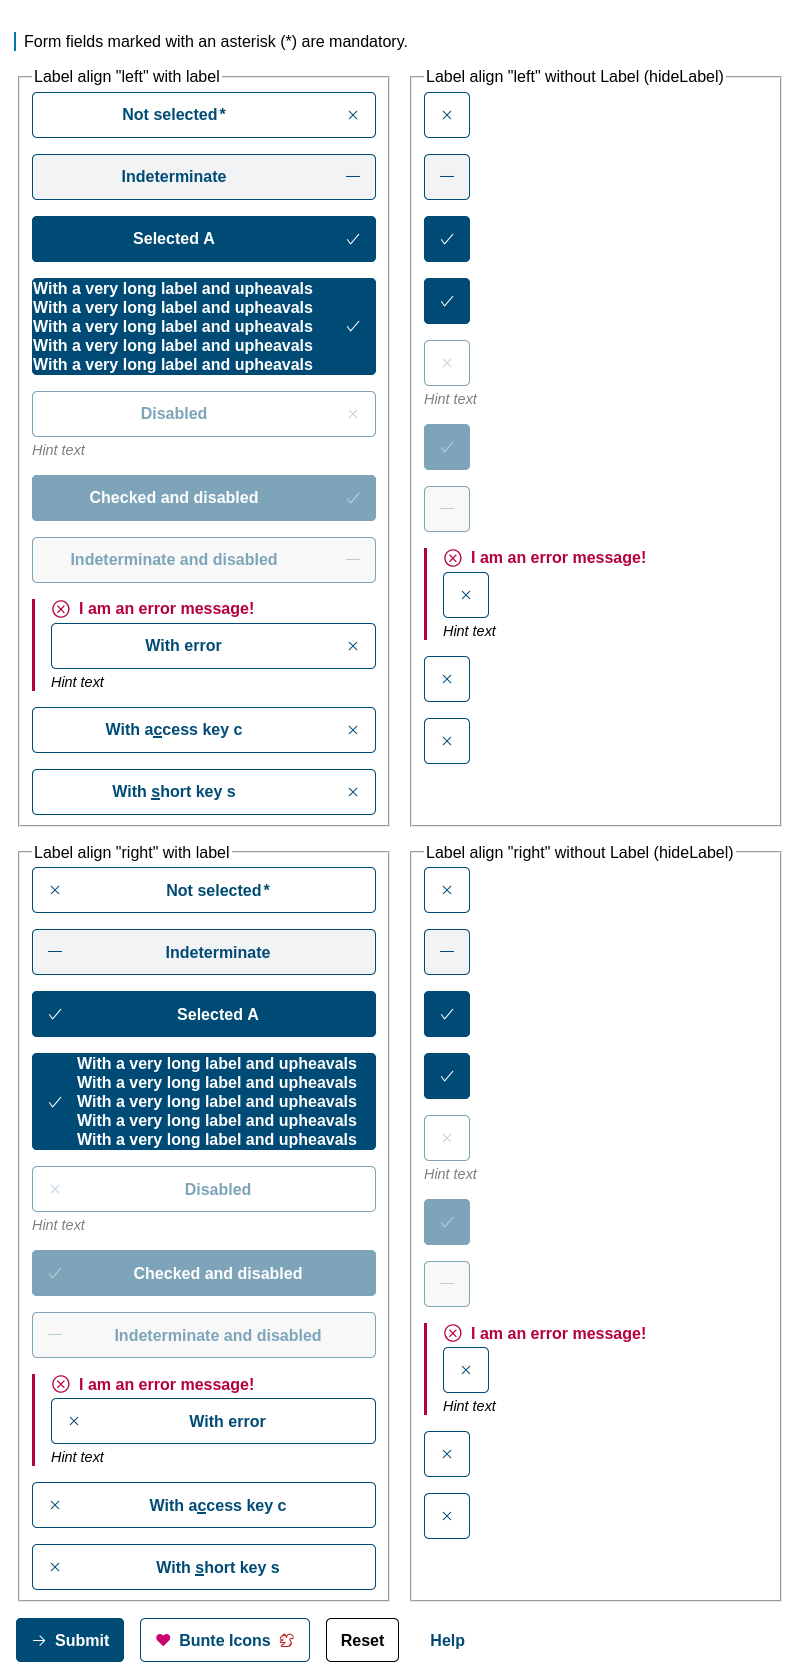 Form fields marked with an asterisk (*) are mandatory.
Label align "left" with label
Not selected*
Indeterminate
Selected A
With a very long label and upheavals
With a very long label and upheavals
With a very long label and upheavals
With a very long label and upheavals
With a very long label and upheavals
Disabled
Hint text
Checked and disabled
Indeterminate and disabled
I am an error message!
With error
Hint text
With access key c
With short key s
Label align "left" without Label (hideLabel)
Hint text
I am an error message!
Hint text
Label align "right" with label
Not selected*
Indeterminate
Selected A
With a very long label and upheavals
With a very long label and upheavals
With a very long label and upheavals
With a very long label and upheavals
With a very long label and upheavals
Disabled
Hint text
Checked and disabled
Indeterminate and disabled
I am an error message!
With error
Hint text
With access key c
With short key s
Label align "right" without Label (hideLabel)
Hint text
I am an error message!
Hint text
Submit
Bunte Icons
Reset
Help